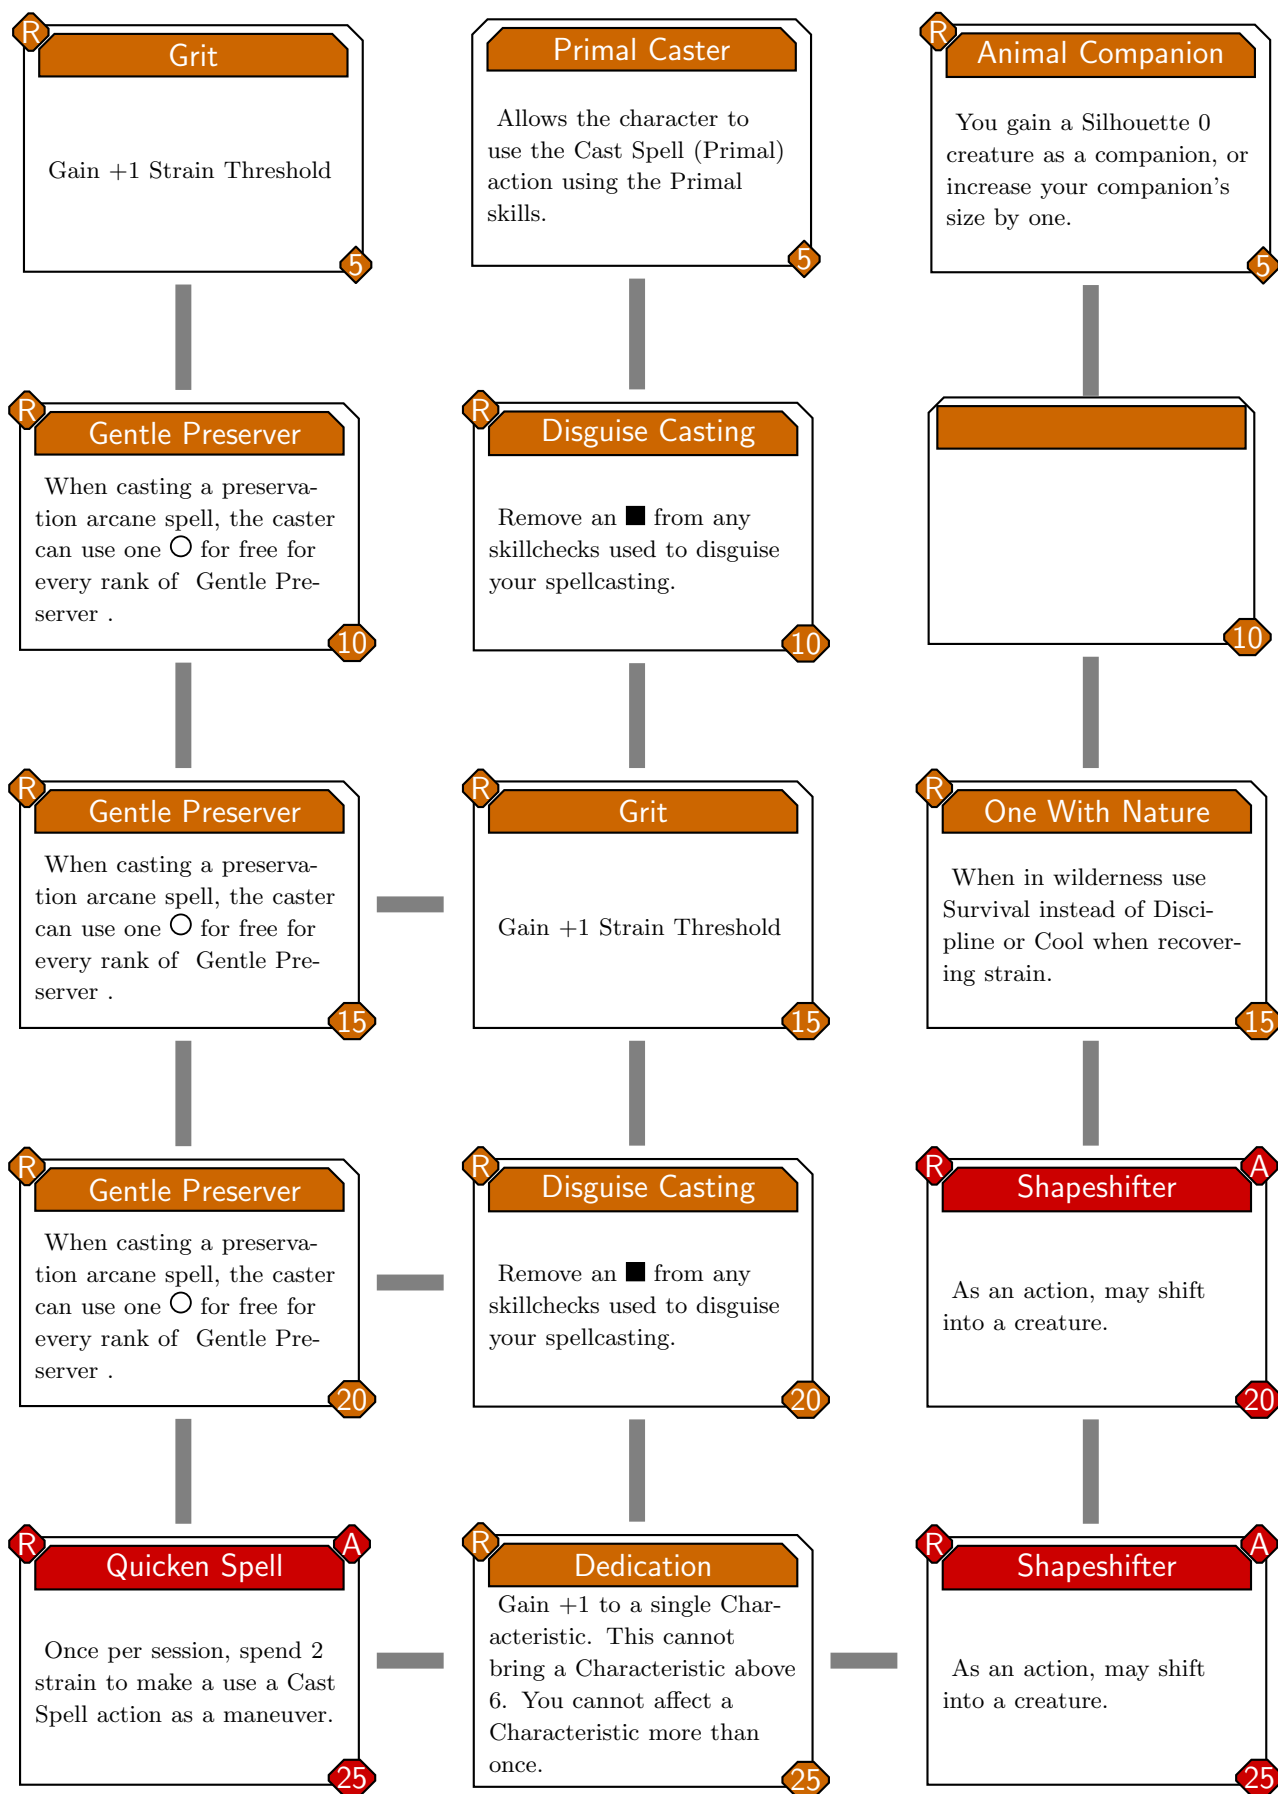 R
Grit
Gain +1 Strain Threshold
5
Primal Caster
Allows the character to
use the Cast Spell (Primal)
action using the Primal
skills.
5
R
Animal Companion
You gain a Silhouette 0
creature as a companion, or
increase your companion's
size by one.
5
R
Gentle Preserver
When casting a preserva-
tion arcane spell, the caster
can use one ○ for free for
every rank of Gentle Pre-
server .
10
R
Disguise Casting
Remove an ■ from any
skillchecks used to disguise
your spellcasting.
10
10
R
Gentle Preserver
When casting a preserva-
tion arcane spell, the caster
can use one ○ for free for
every rank of Gentle Pre-
server .
15
R
Grit
Gain +1 Strain Threshold
15
R
One With Nature
When in wilderness use
Survival instead of Disci-
pline or Cool when recover-
ing strain.
15
R
Gentle Preserver
When casting a preserva-
tion arcane spell, the caster
can use one ○ for free for
every rank of Gentle Pre-
server .
20
R
Disguise Casting
Remove an ■ from any
skillchecks used to disguise
your spellcasting.
20
R
A
Shapeshifter
As an action, may shift
into a creature.
20
R
A
Quicken Spell
Once per session, spend 2
strain to make a use a Cast
Spell action as a maneuver.
25
R
Dedication
Gain +1 to a single Char-
acteristic. This cannot
bring a Characteristic above
6. You cannot affect a
Characteristic more than
once.
25
R
A
Shapeshifter
As an action, may shift
into a creature.
25